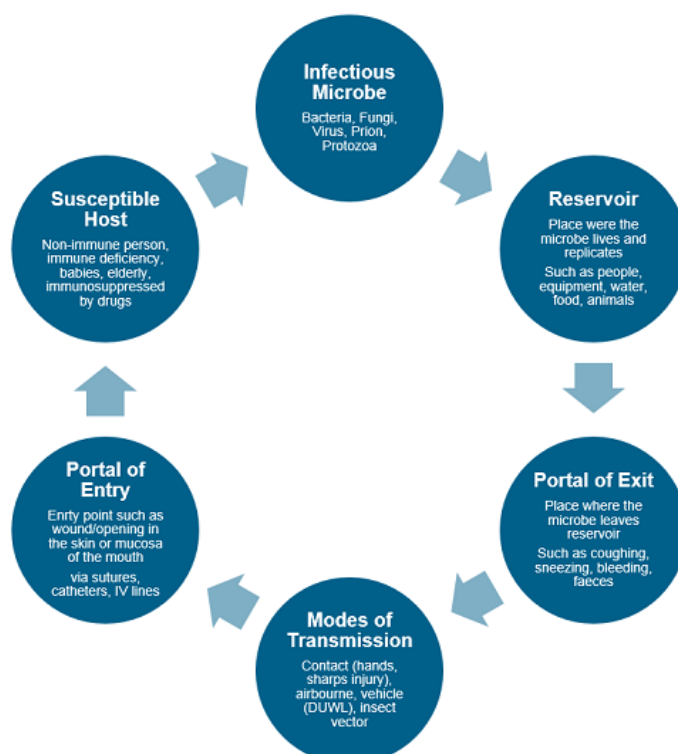 Infectious
Microbe
Bacteria, Fungi,
Virus, Prion,
Protozoa
Reservoir
Place were the
microbe lives and
replicates
Such as people,
equipment, water,
food, animals
Portal of Exit
Place where the
microbe leaves
reservoir
Such as coughing,
sneezing, bleeding,
faeces
Modes of
Transmission
Contact (hands,
sharps injury),
airbourne, vehicle
(DUWL), insect
vector
Portal of
Entry
Enrty point such as
wound/opening in
the skin or mucosa
of the mouth
via sutures,
catheters, IV lines
Susceptible
Host
Non-immune person,
immune deficiency,
babies, elderly,
immunosuppressed
by drugs